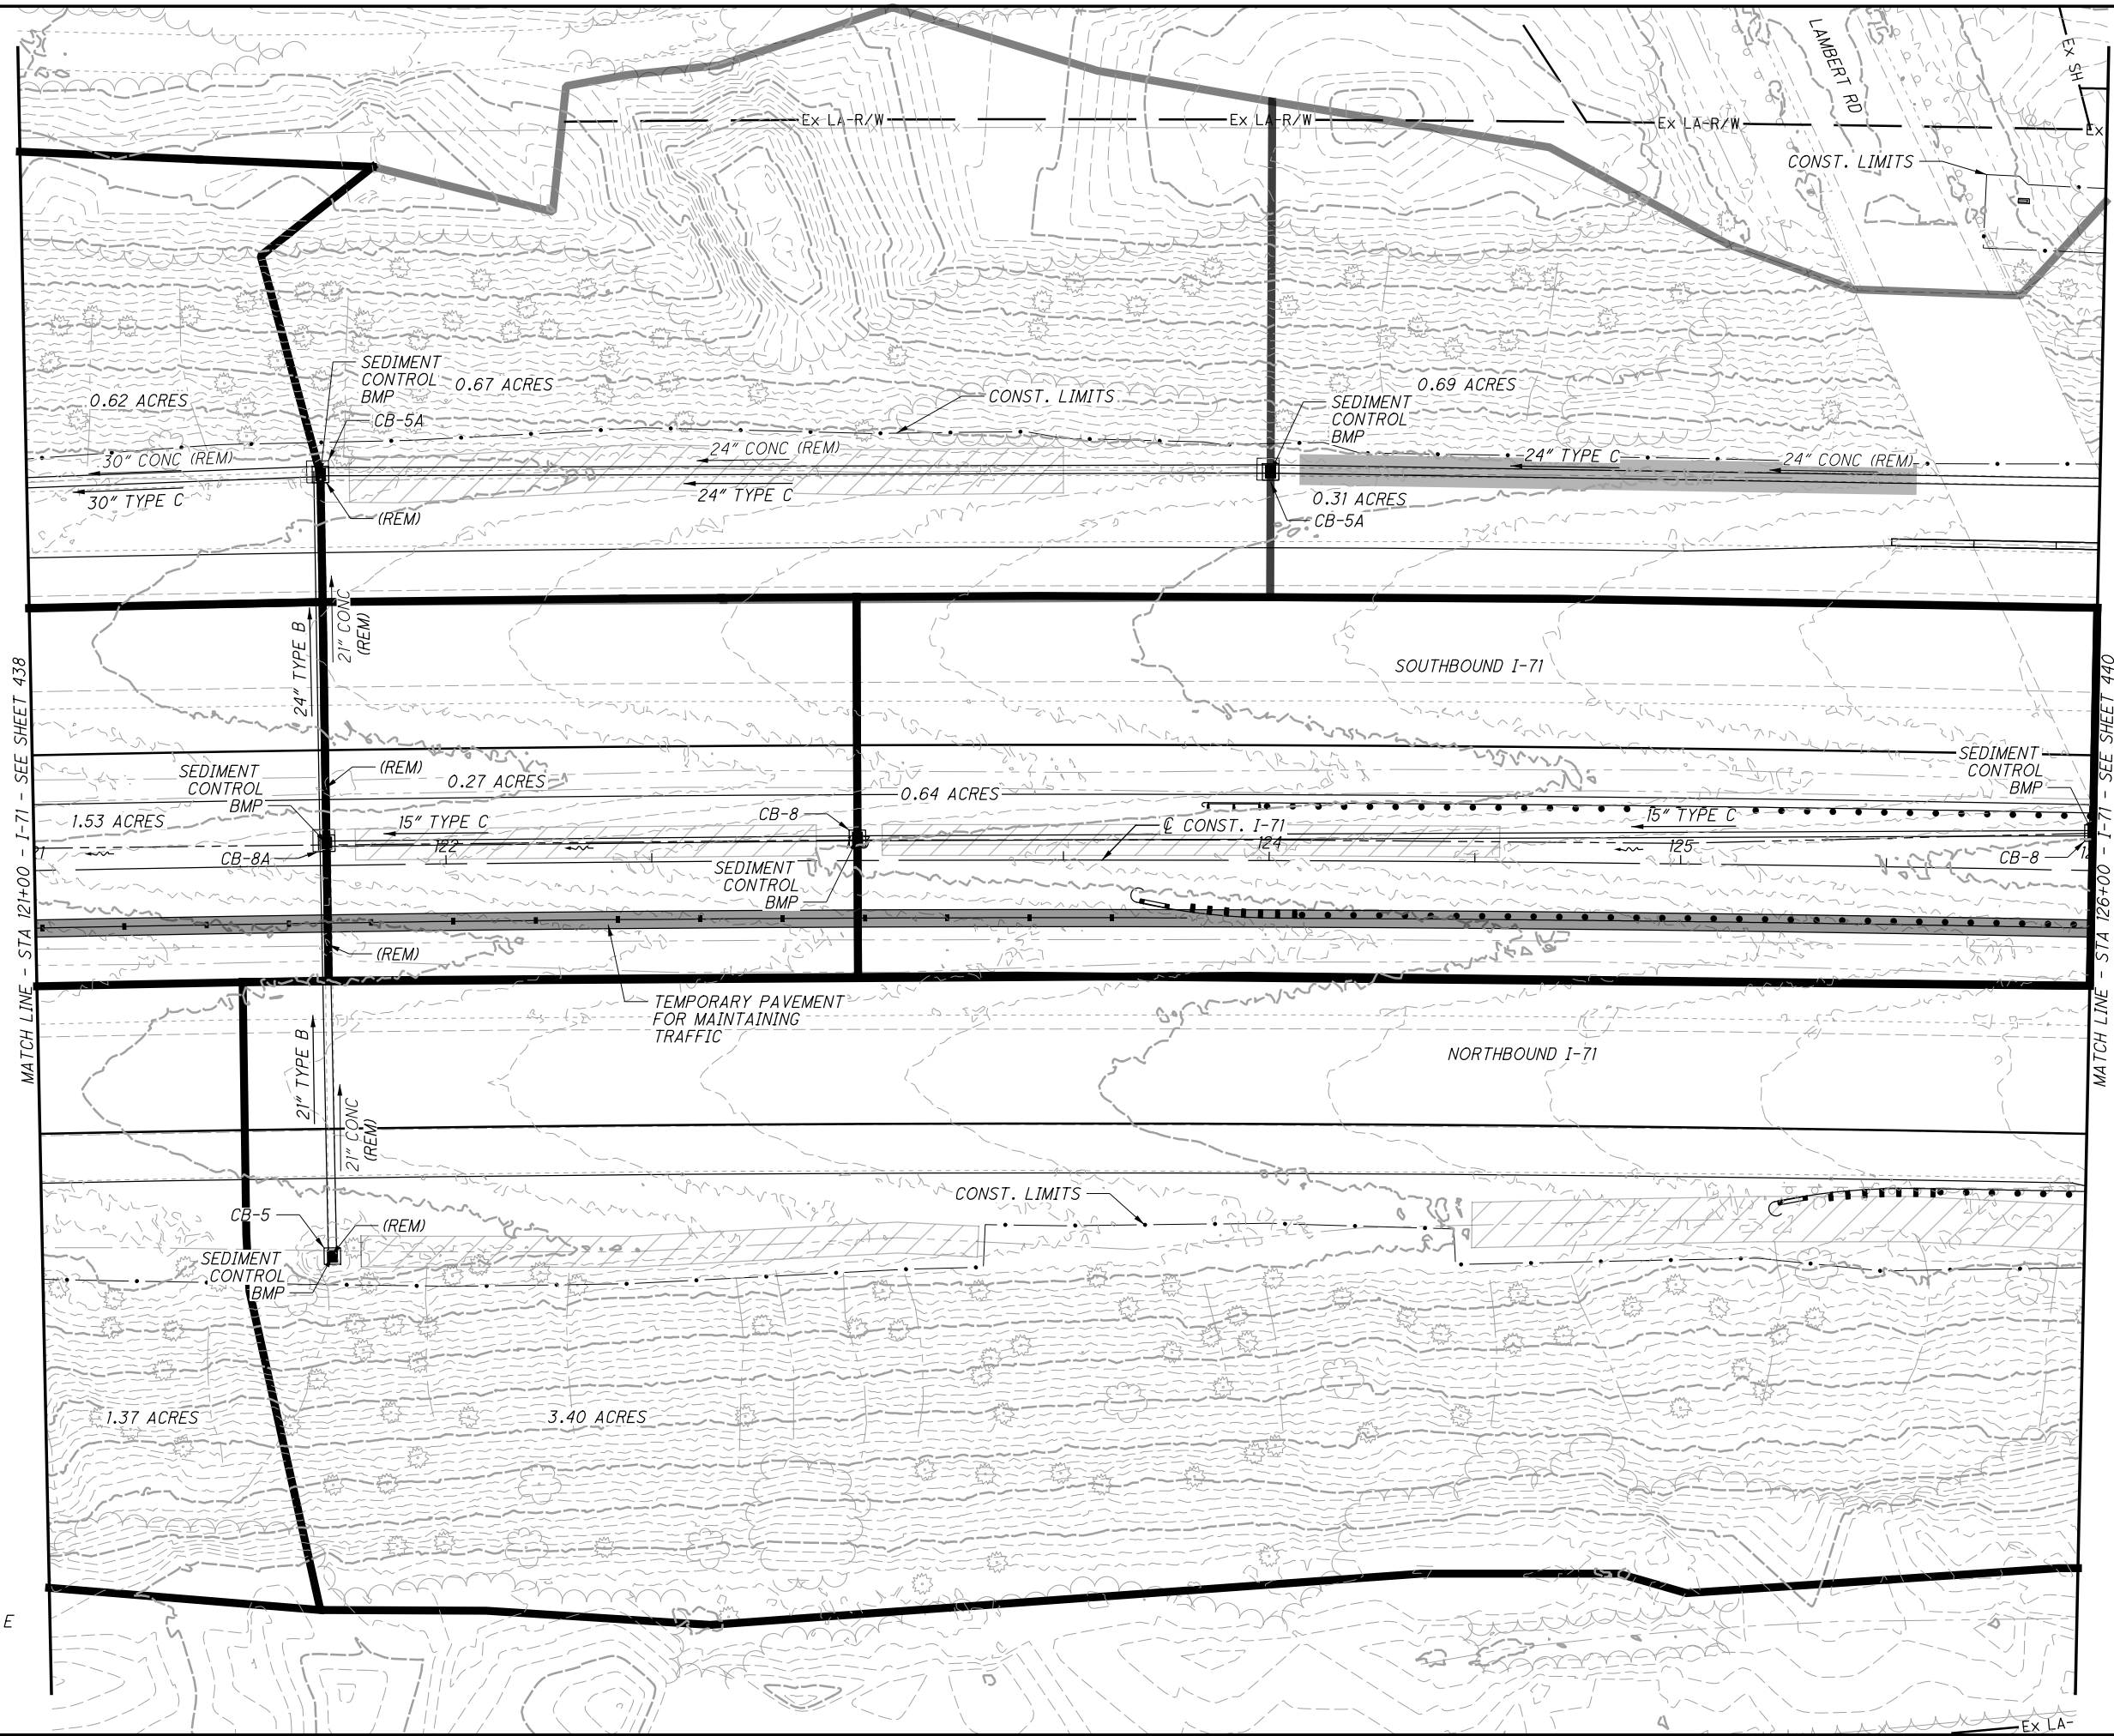 LAMBERT RD
Ex SH
Ex LA-R/W
Ex LA-R/W
Ex LA-R/W
Ex
CONST. LIMITS
SEDIMENT
CONTROL
BMP
0.67 ACRES
0.62 ACRES
CB-5A
CONST. LIMITS
0.69 ACRES
SEDIMENT
CONTROL
BMP
30" CONC (REM)
24" CONC (REM)
24" TYPE C
24" CONC (REM)
30" TYPE C
24" TYPE C
0.31 ACRES
(REM)
CB-5A
24" TYPE B
21" CONC
(REM)
SOUTHBOUND I-71
MATCH LINE - STA 121+00 - I-71 - SEE SHEET 438
MATCH LINE - STA 126+00 - I-71 - SEE SHEET 440
SEDIMENT
CONTROL
BMP
(REM)
0.27 ACRES
0.64 ACRES
SEDIMENT
CONTROL
BMP
1.53 ACRES
15" TYPE C
CB-8
℄ CONST. I-71
15" TYPE C
21
CB-8A
122
124
125
CB-8
12
SEDIMENT
CONTROL
BMP
(REM)
TEMPORARY PAVEMENT
FOR MAINTAINING
TRAFFIC
NORTHBOUND I-71
21" TYPE B
21" CONC
(REM)
CONST. LIMITS
CB-5
(REM)
SEDIMENT
CONTROL
BMP
1.37 ACRES
3.40 ACRES
E
Ex LA-